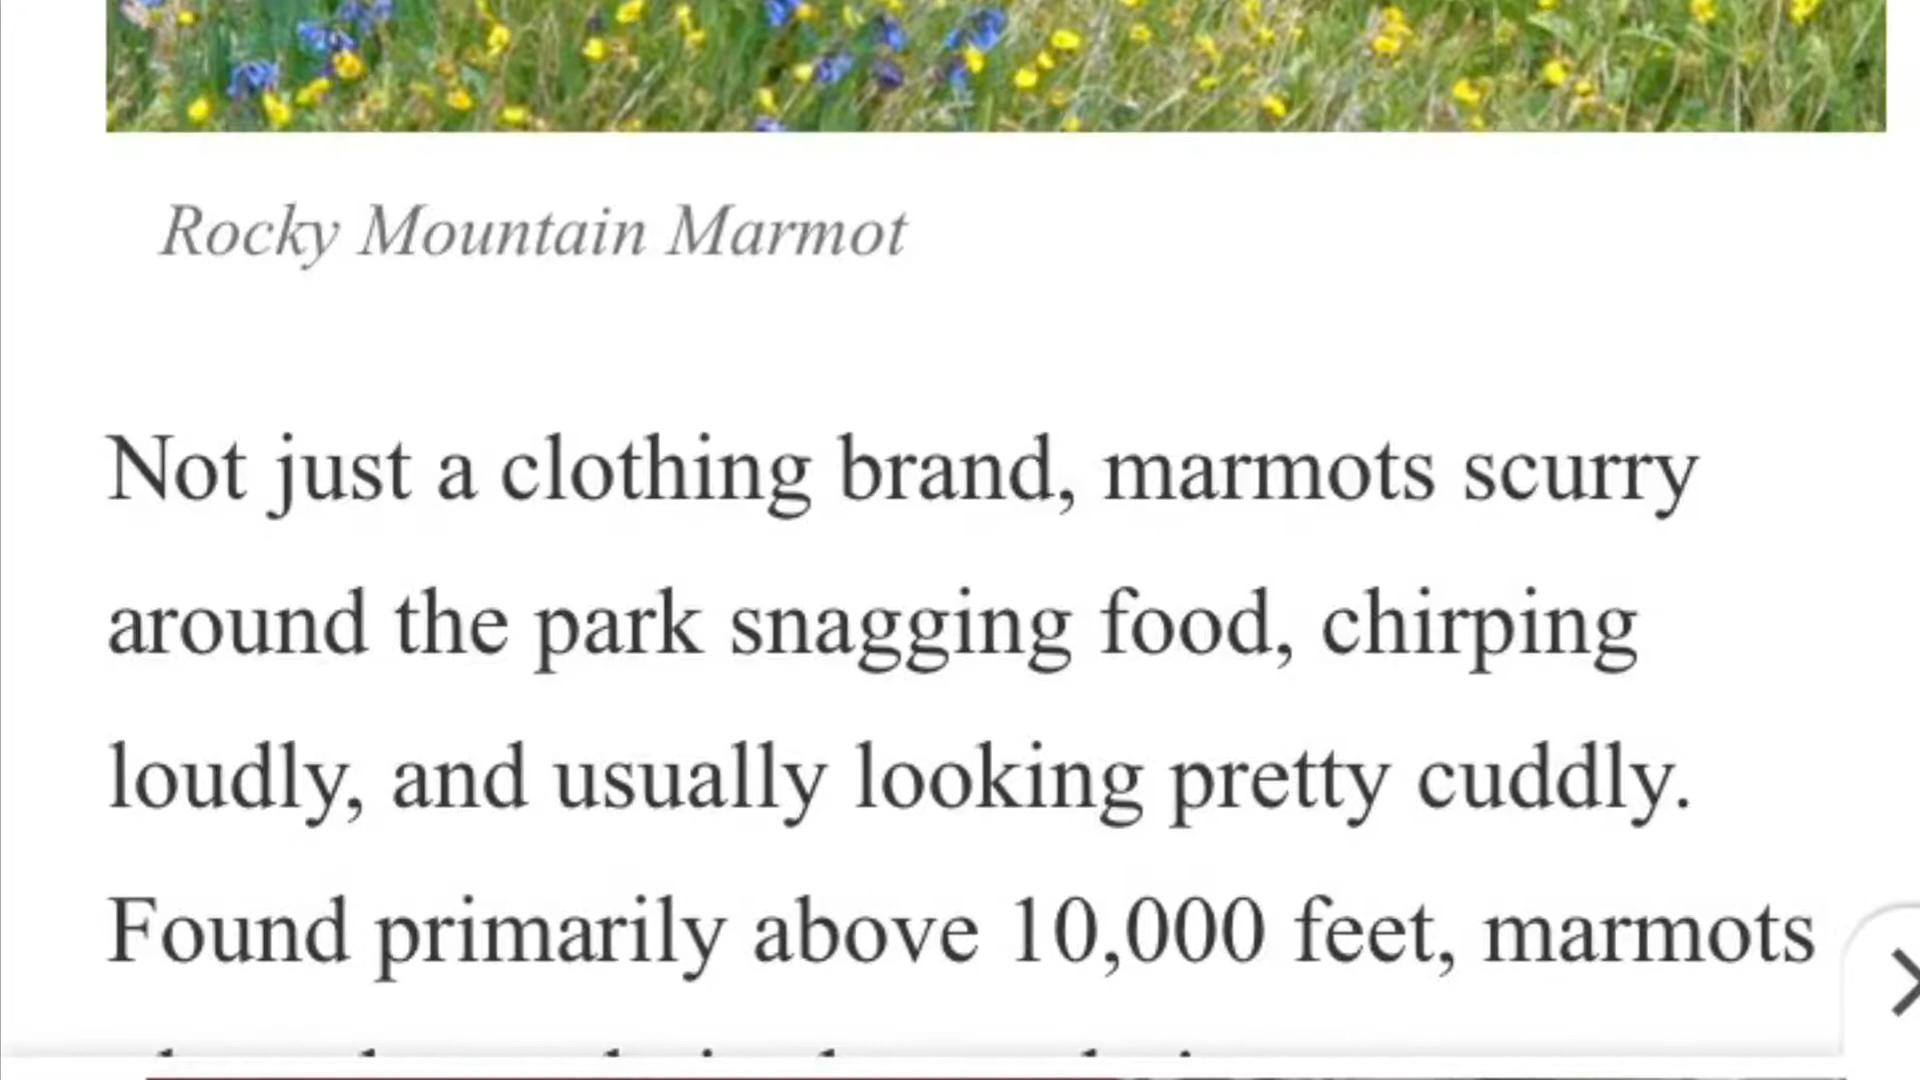 Rocky Mountain Marmot
Not just a clothing brand, marmots scurry
around the park snagging food, chirping
loudly, and usually looking pretty cuddly.
Found primarily above 10,000 feet, marmots